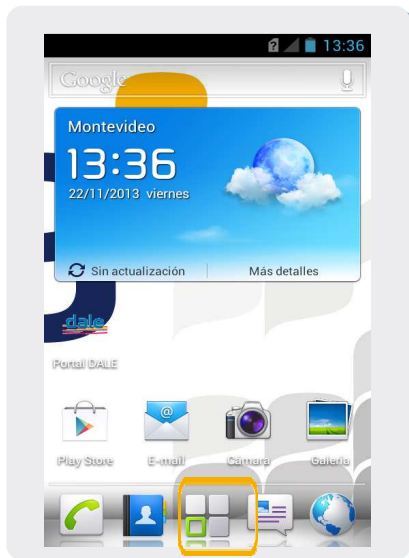 13:36
Google
Montevideo
13:36
22/11/2013 viernes
Sin actualización
Más detalles
dale
Portal DALE
Play Store
E-mail
Cámara
Galería